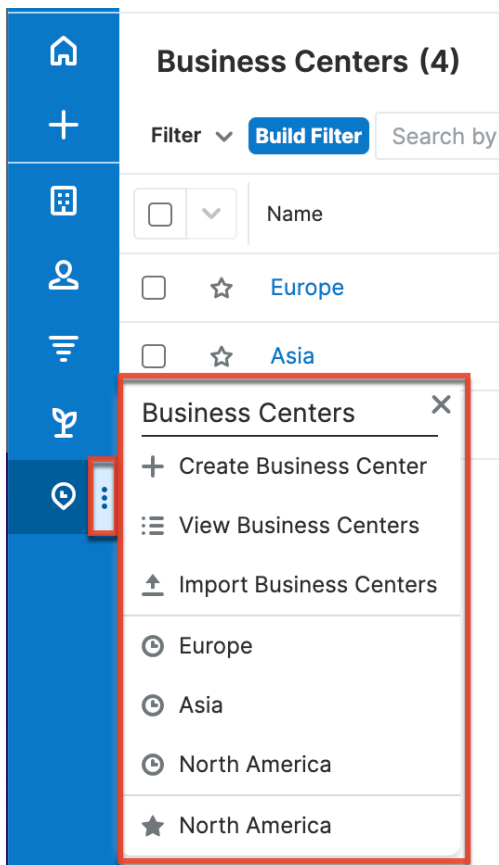 Business Centers (4)
Filter Build Filter Search by
Name
Europe
Asia
Business Centers
Create Business Center
View Business Centers
Import Business Centers
Europe
Asia
North America
North America